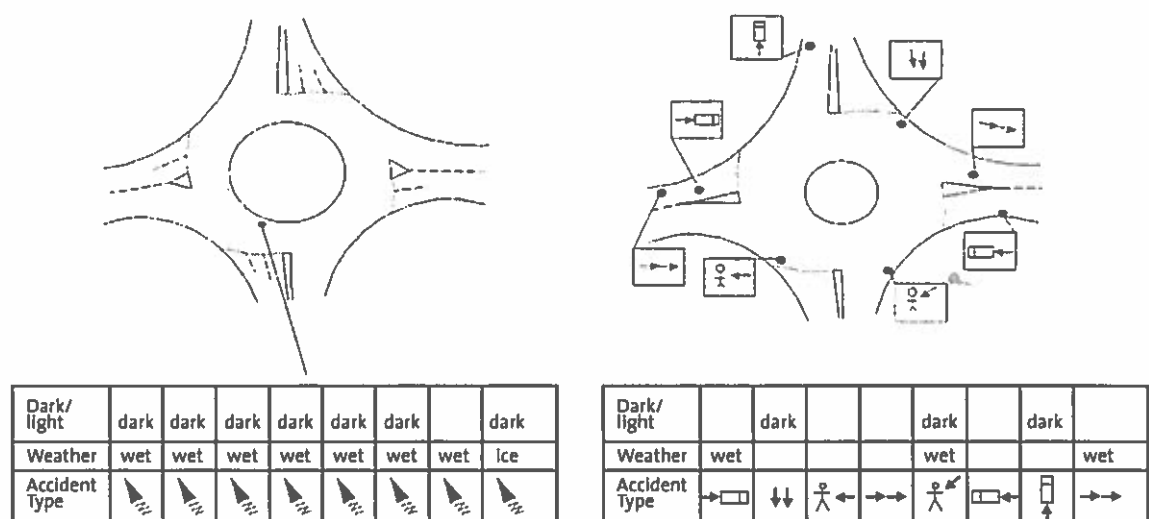 Dark/
light dark dark dark dark dark dark dark
Weather wet wet wet wet wet wet wet ice
Accident
Type
Dark/
light dark dark dark
Weather wet wet wet
Accident
Type